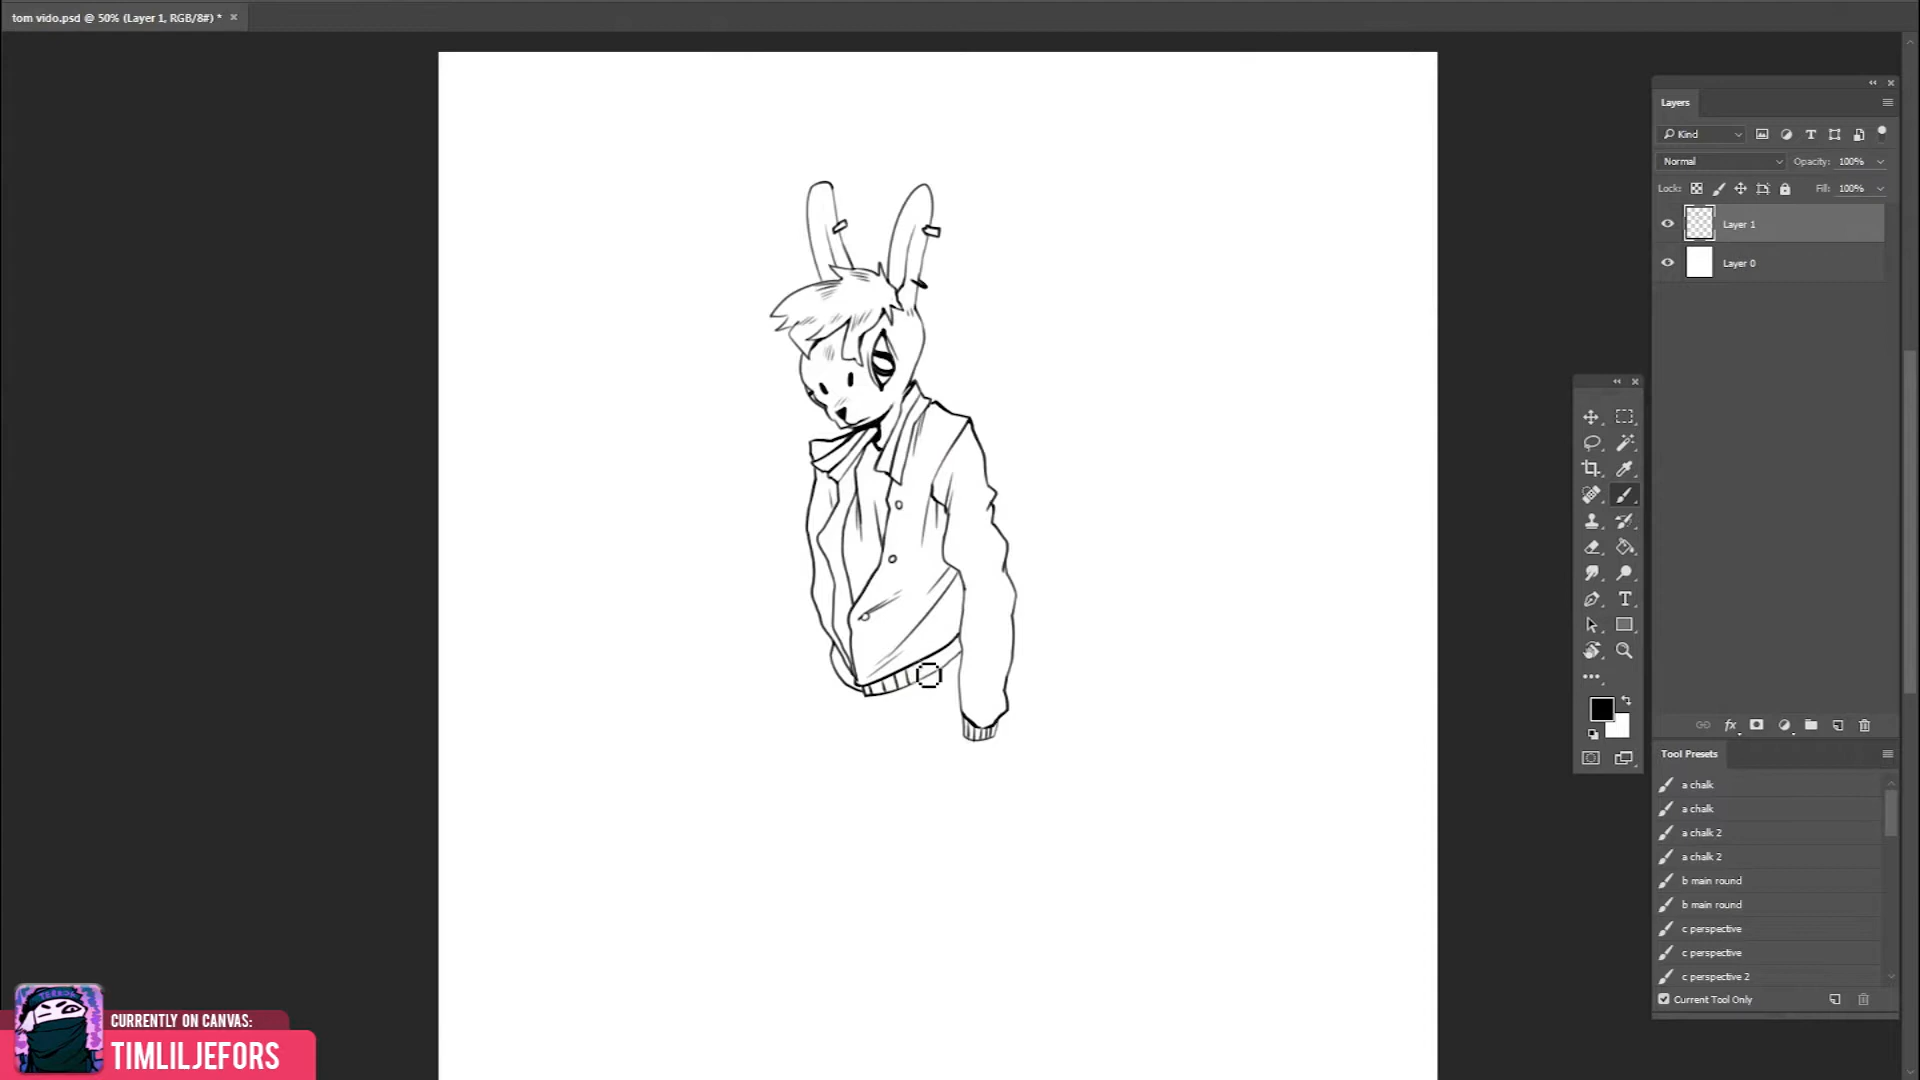 tom vido.psd @ 50% (Layer 1, RGB/8#) *
Layers
Kind
Normal
Opacity: 100%
Lock:
Fill: 100%
Layer 1
Layer 0
fx
Tool Presets
a chalk
a chalk
a chalk 2
a chalk 2
b main round
b main round
c perspective
c perspective
c perspective 2
Current Tool Only
CURRENTLY ON CANVAS:
TIMLILJEFORS